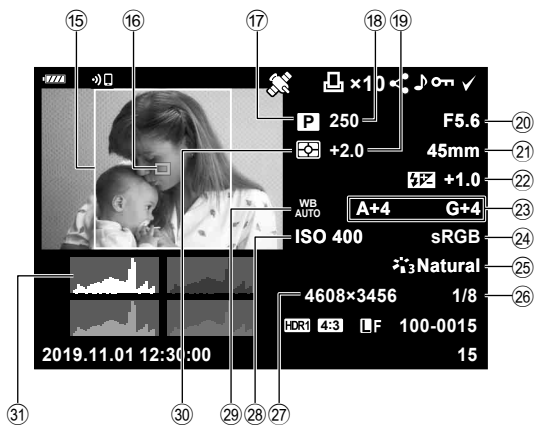 ⑮ ⑯ ⑰ ⑱ ⑲
×10
P 250 F5.6 ⑳
+2.0 45mm ㉑
+1.0 ㉒
WB AUTO A+4 G+4 ㉓
ISO 400 sRGB ㉔
3 Natural ㉕
4608×3456 1/8 ㉖
HDR1 4:3 LF 100-0015
2019.11.01 12:30:00 15
㉛ ㉚ ㉙ ㉘ ㉗